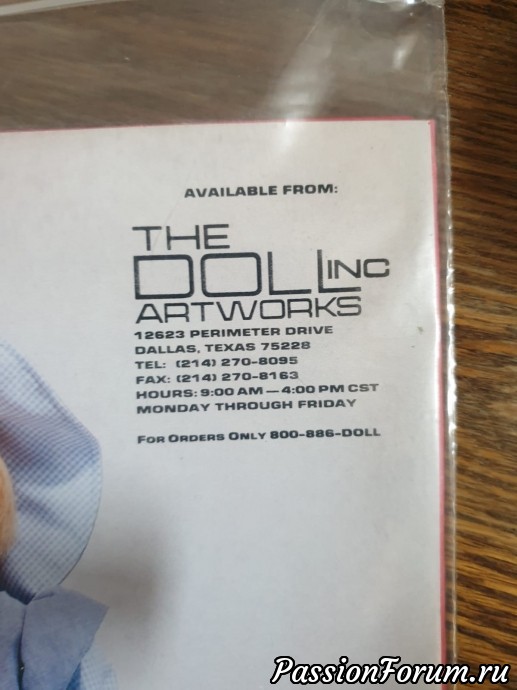 AVAILABLE FROM:
THE
DOLL INC
ARTWORKS
12623 PERIMETER DRIVE
DALLAS, TEXAS 75228
TEL: (214) 270-8095
FAX: (214) 270-8163
HOURS: 9:00 AM — 4:00 PM CST
MONDAY THROUGH FRIDAY
FOR ORDERS ONLY 800-886-DOLL
PassionForum.ru